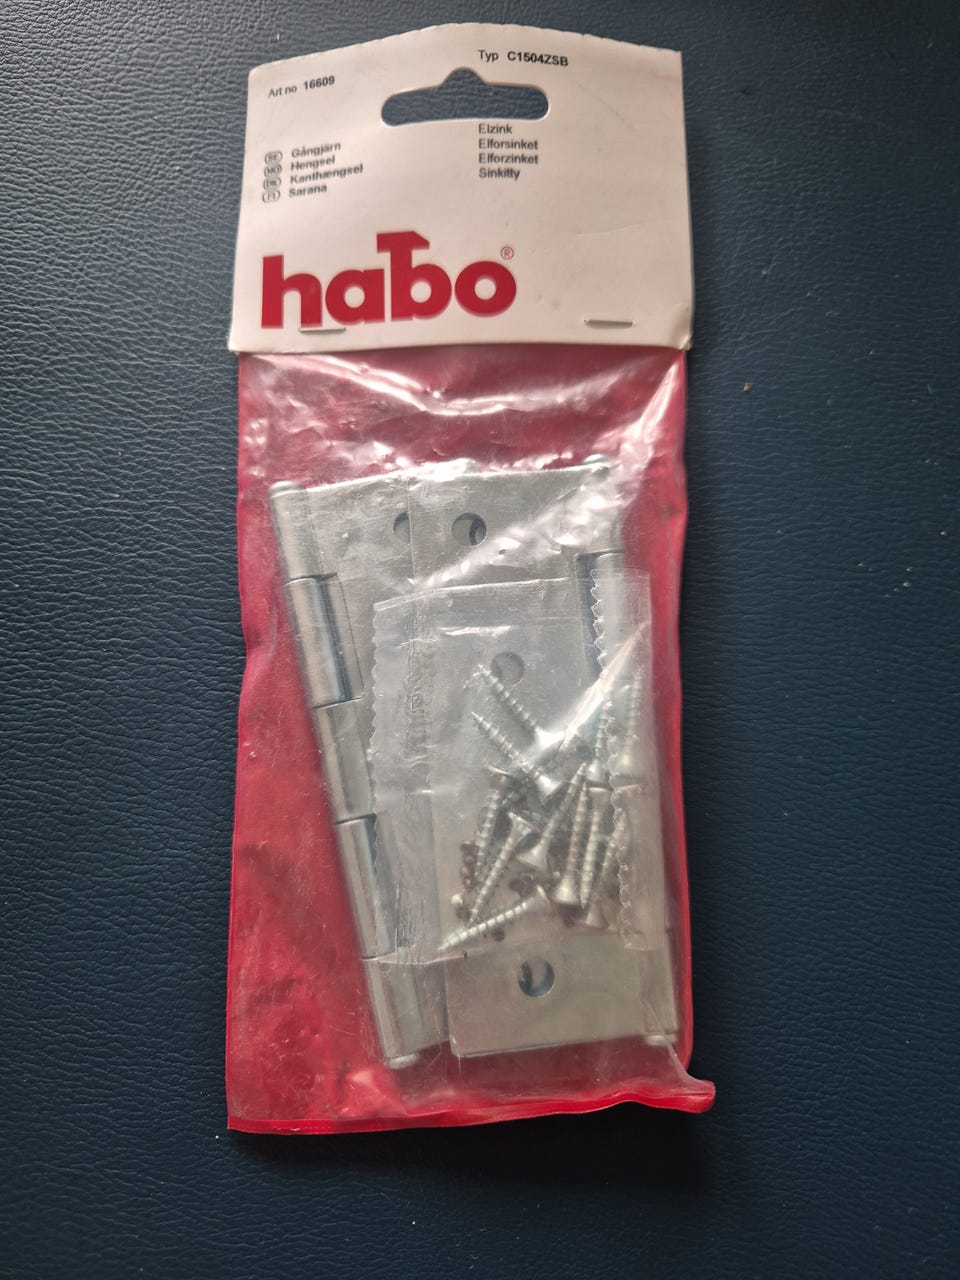 Typ C1504ZSB
Art no 16609
Elzink
Elforsinket
Elforzinket
Sinkitty
SE Gångjärn
NO Hengsel
DK Kanthængsel
FI Sarana
habo®